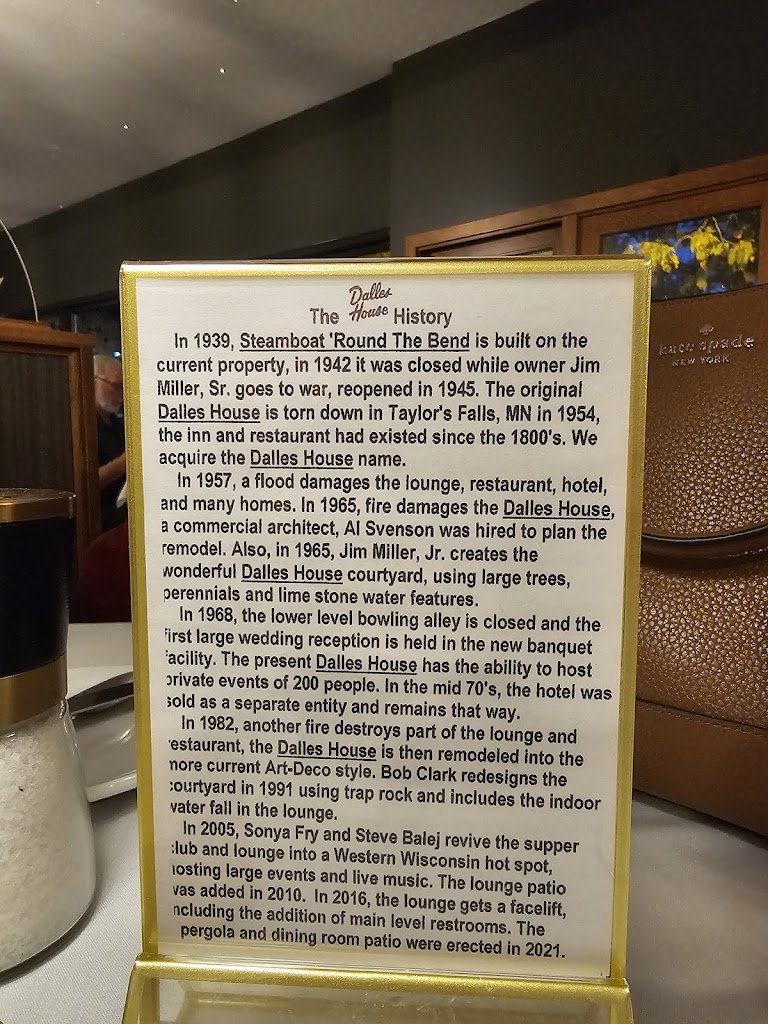 The Dalles House History
In 1939, Steamboat 'Round The Bend is built on the
current property, in 1942 it was closed while owner Jim
Miller, Sr. goes to war, reopened in 1945. The original
Dalles House is torn down in Taylor's Falls, MN in 1954,
the inn and restaurant had existed since the 1800's. We
acquire the Dalles House name.
In 1957, a flood damages the lounge, restaurant, hotel,
and many homes. In 1965, fire damages the Dalles House,
a commercial architect, Al Svenson was hired to plan the
remodel. Also, in 1965, Jim Miller, Jr. creates the
wonderful Dalles House courtyard, using large trees,
perennials and lime stone water features.
In 1968, the lower level bowling alley is closed and the
first large wedding reception is held in the new banquet
facility. The present Dalles House has the ability to host
private events of 200 people. In the mid 70's, the hotel was
sold as a separate entity and remains that way.
In 1982, another fire destroys part of the lounge and
restaurant, the Dalles House is then remodeled into the
more current Art-Deco style. Bob Clark redesigns the
courtyard in 1991 using trap rock and includes the indoor
water fall in the lounge.
In 2005, Sonya Fry and Steve Balej revive the supper
club and lounge into a Western Wisconsin hot spot,
hosting large events and live music. The lounge patio
was added in 2010. In 2016, the lounge gets a facelift,
including the addition of main level restrooms. The
pergola and dining room patio were erected in 2021.
kate spade
NEW YORK